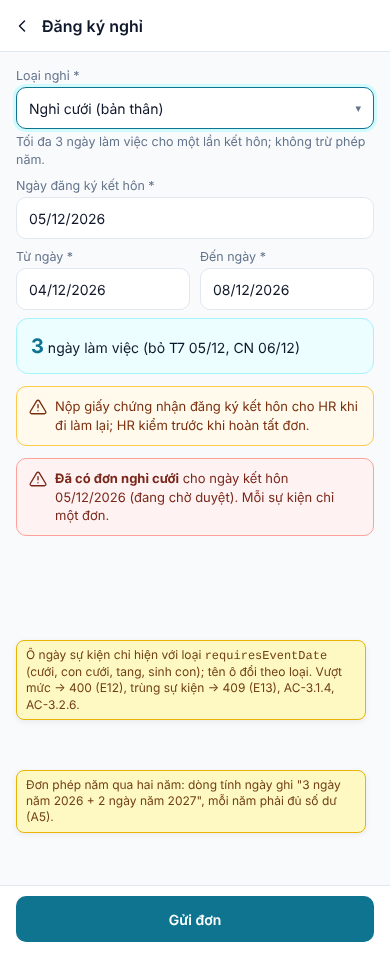 Đăng ký nghỉ
Loại nghỉ *
Nghỉ cưới (bản thân)
Tối đa 3 ngày làm việc cho một lần kết hôn; không trừ phép
năm.
Ngày đăng ký kết hôn *
05/12/2026
Từ ngày *
Đến ngày *
04/12/2026
08/12/2026
3 ngày làm việc (bỏ T7 05/12, CN 06/12)
Nộp giấy chứng nhận đăng ký kết hôn cho HR khi
đi làm lại; HR kiểm trước khi hoàn tất đơn.
Đã có đơn nghỉ cưới cho ngày kết hôn
05/12/2026 (đang chờ duyệt). Mỗi sự kiện chỉ
một đơn.
Ô ngày sự kiện chỉ hiện với loại requiresEventDate
(cưới, con cưới, tang, sinh con); tên ô đổi theo loại. Vượt
mức → 400 (E12), trùng sự kiện → 409 (E13), AC-3.1.4,
AC-3.2.6.
Đơn phép năm qua hai năm: dòng tính ngày ghi "3 ngày
năm 2026 + 2 ngày năm 2027", mỗi năm phải đủ số dư
(A5).
Gửi đơn